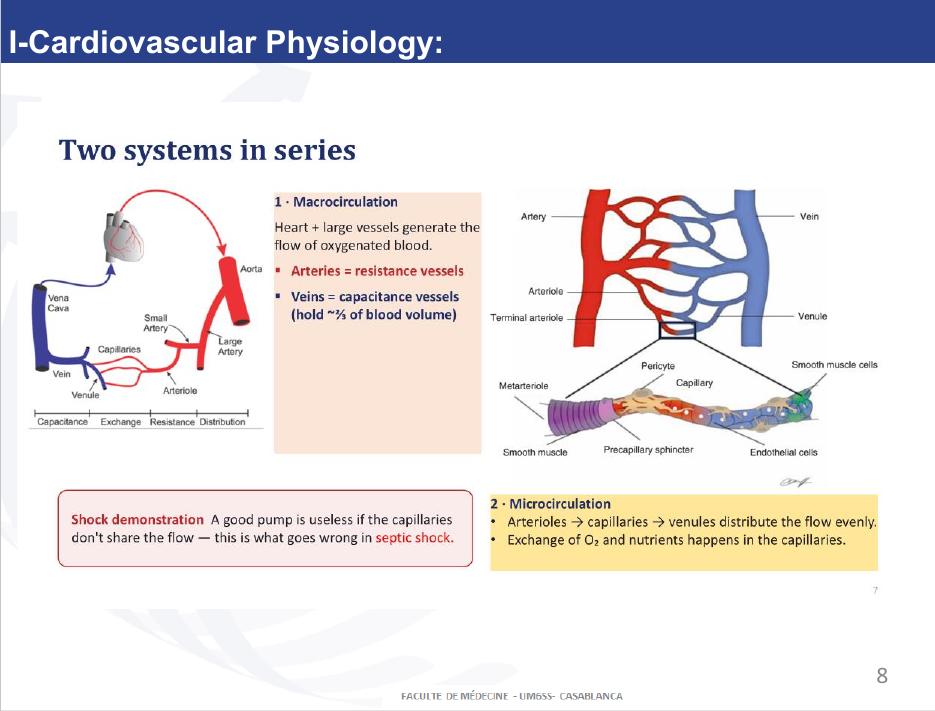 I-Cardiovascular Physiology:
Two systems in series
Aorta
Vena
Cava
Small
Artery
Capillaries
Large
Artery
Vein
Venule
Arteriole
Capacitance
Exchange
Resistance
Distribution
1 · Macrocirculation
Heart + large vessels generate the
flow of oxygenated blood.
▪ Arteries = resistance vessels
▪ Veins = capacitance vessels
(hold ~⅔ of blood volume)
Artery
Vein
Arteriole
Terminal arteriole
Venule
Pericyte
Smooth muscle cells
Metarteriole
Capillary
Smooth muscle
Precapillary sphincter
Endothelial cells
Shock demonstration A good pump is useless if the capillaries
don't share the flow — this is what goes wrong in septic shock.
2 · Microcirculation
• Arterioles → capillaries → venules distribute the flow evenly.
• Exchange of O₂ and nutrients happens in the capillaries.
7
8
FACULTE DE MÉDECINE - UM6SS- CASABLANCA